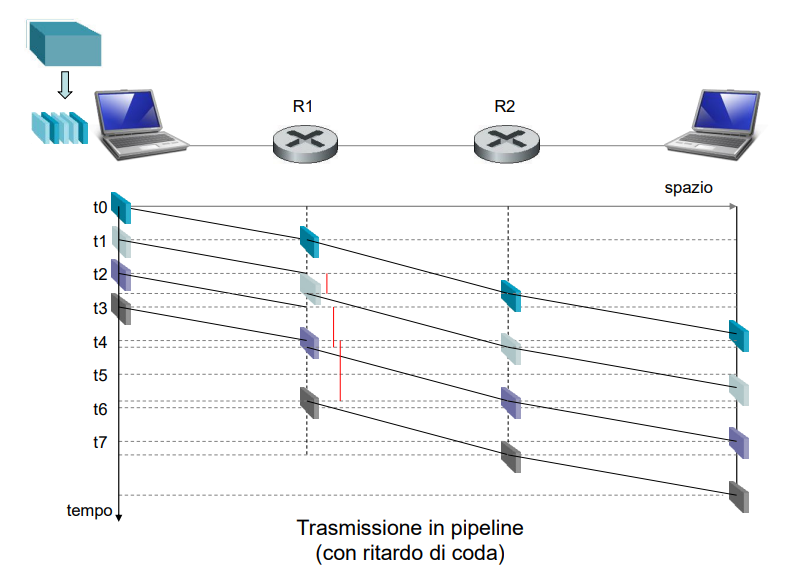 R1
R2
spazio
t0
t1
t2
t3
t4
t5
t6
t7
tempo
Trasmissione in pipeline
(con ritardo di coda)